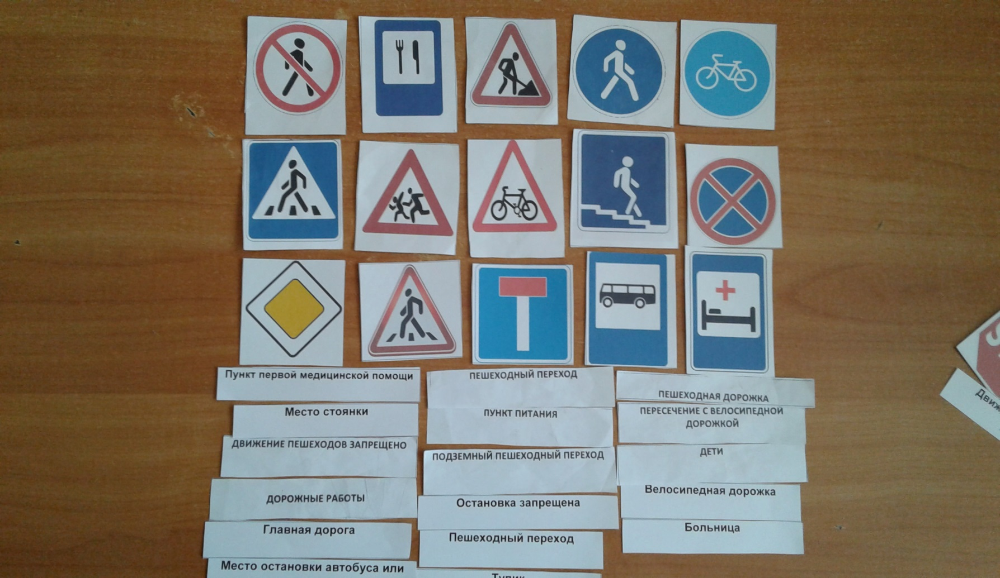 Пункт первой медицинской помощи
ПЕШЕХОДНЫЙ ПЕРЕХОД
ПЕШЕХОДНАЯ ДОРОЖКА
Место стоянки
ПУНКТ ПИТАНИЯ
ПЕРЕСЕЧЕНИЕ С ВЕЛОСИПЕДНОЙ
ДОРОЖКОЙ
ДВИЖЕНИЕ ПЕШЕХОДОВ ЗАПРЕЩЕНО
ПОДЗЕМНЫЙ ПЕШЕХОДНЫЙ ПЕРЕХОД
ДЕТИ
ДОРОЖНЫЕ РАБОТЫ
Остановка запрещена
Велосипедная дорожка
Главная дорога
Пешеходный переход
Больница
Место остановки автобуса или
Тупик